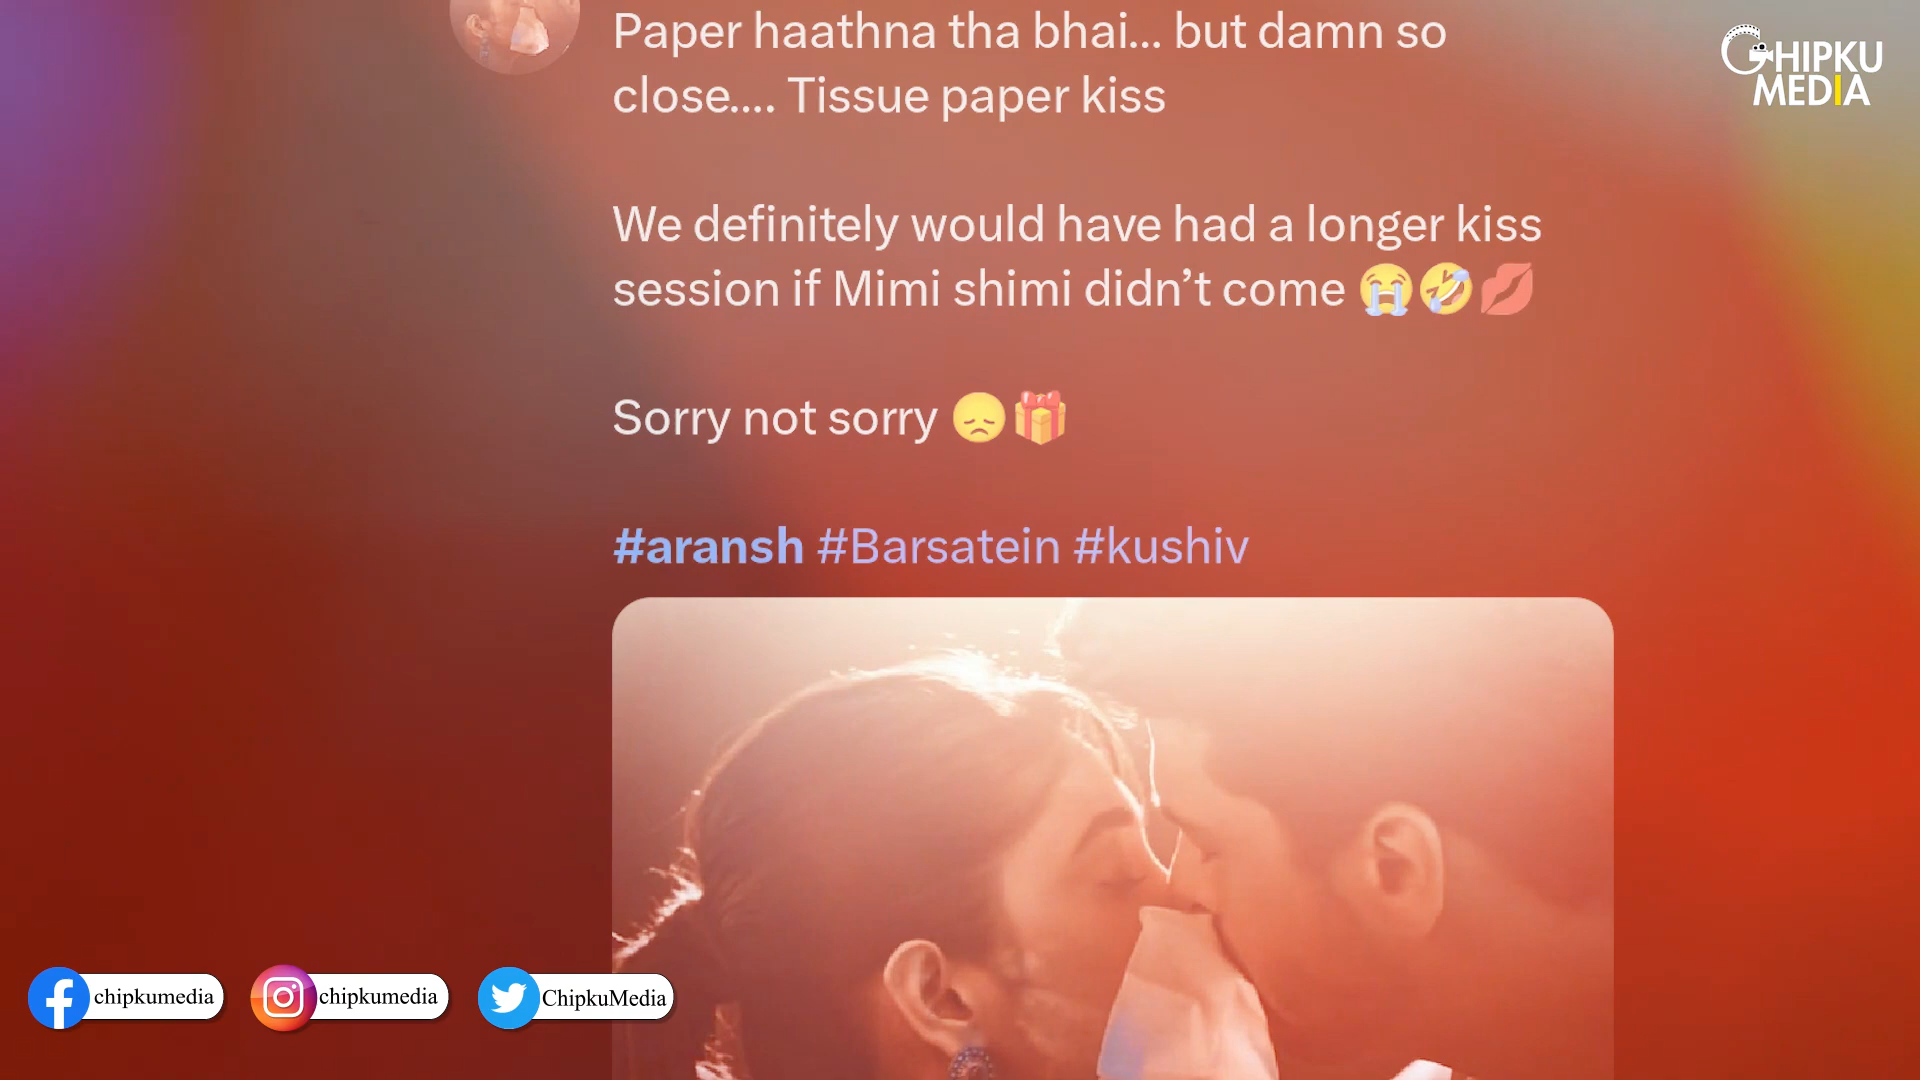 Paper haathna tha bhai... but damn so
close.... Tissue paper kiss
We definitely would have had a longer kiss
session if Mimi shimi didn’t come 😭🤣💋
Sorry not sorry 😞🎁
#aransh #Barsatein #kushiv
CHIPKU
MEDIA
chipkumedia
chipkumedia
ChipkuMedia